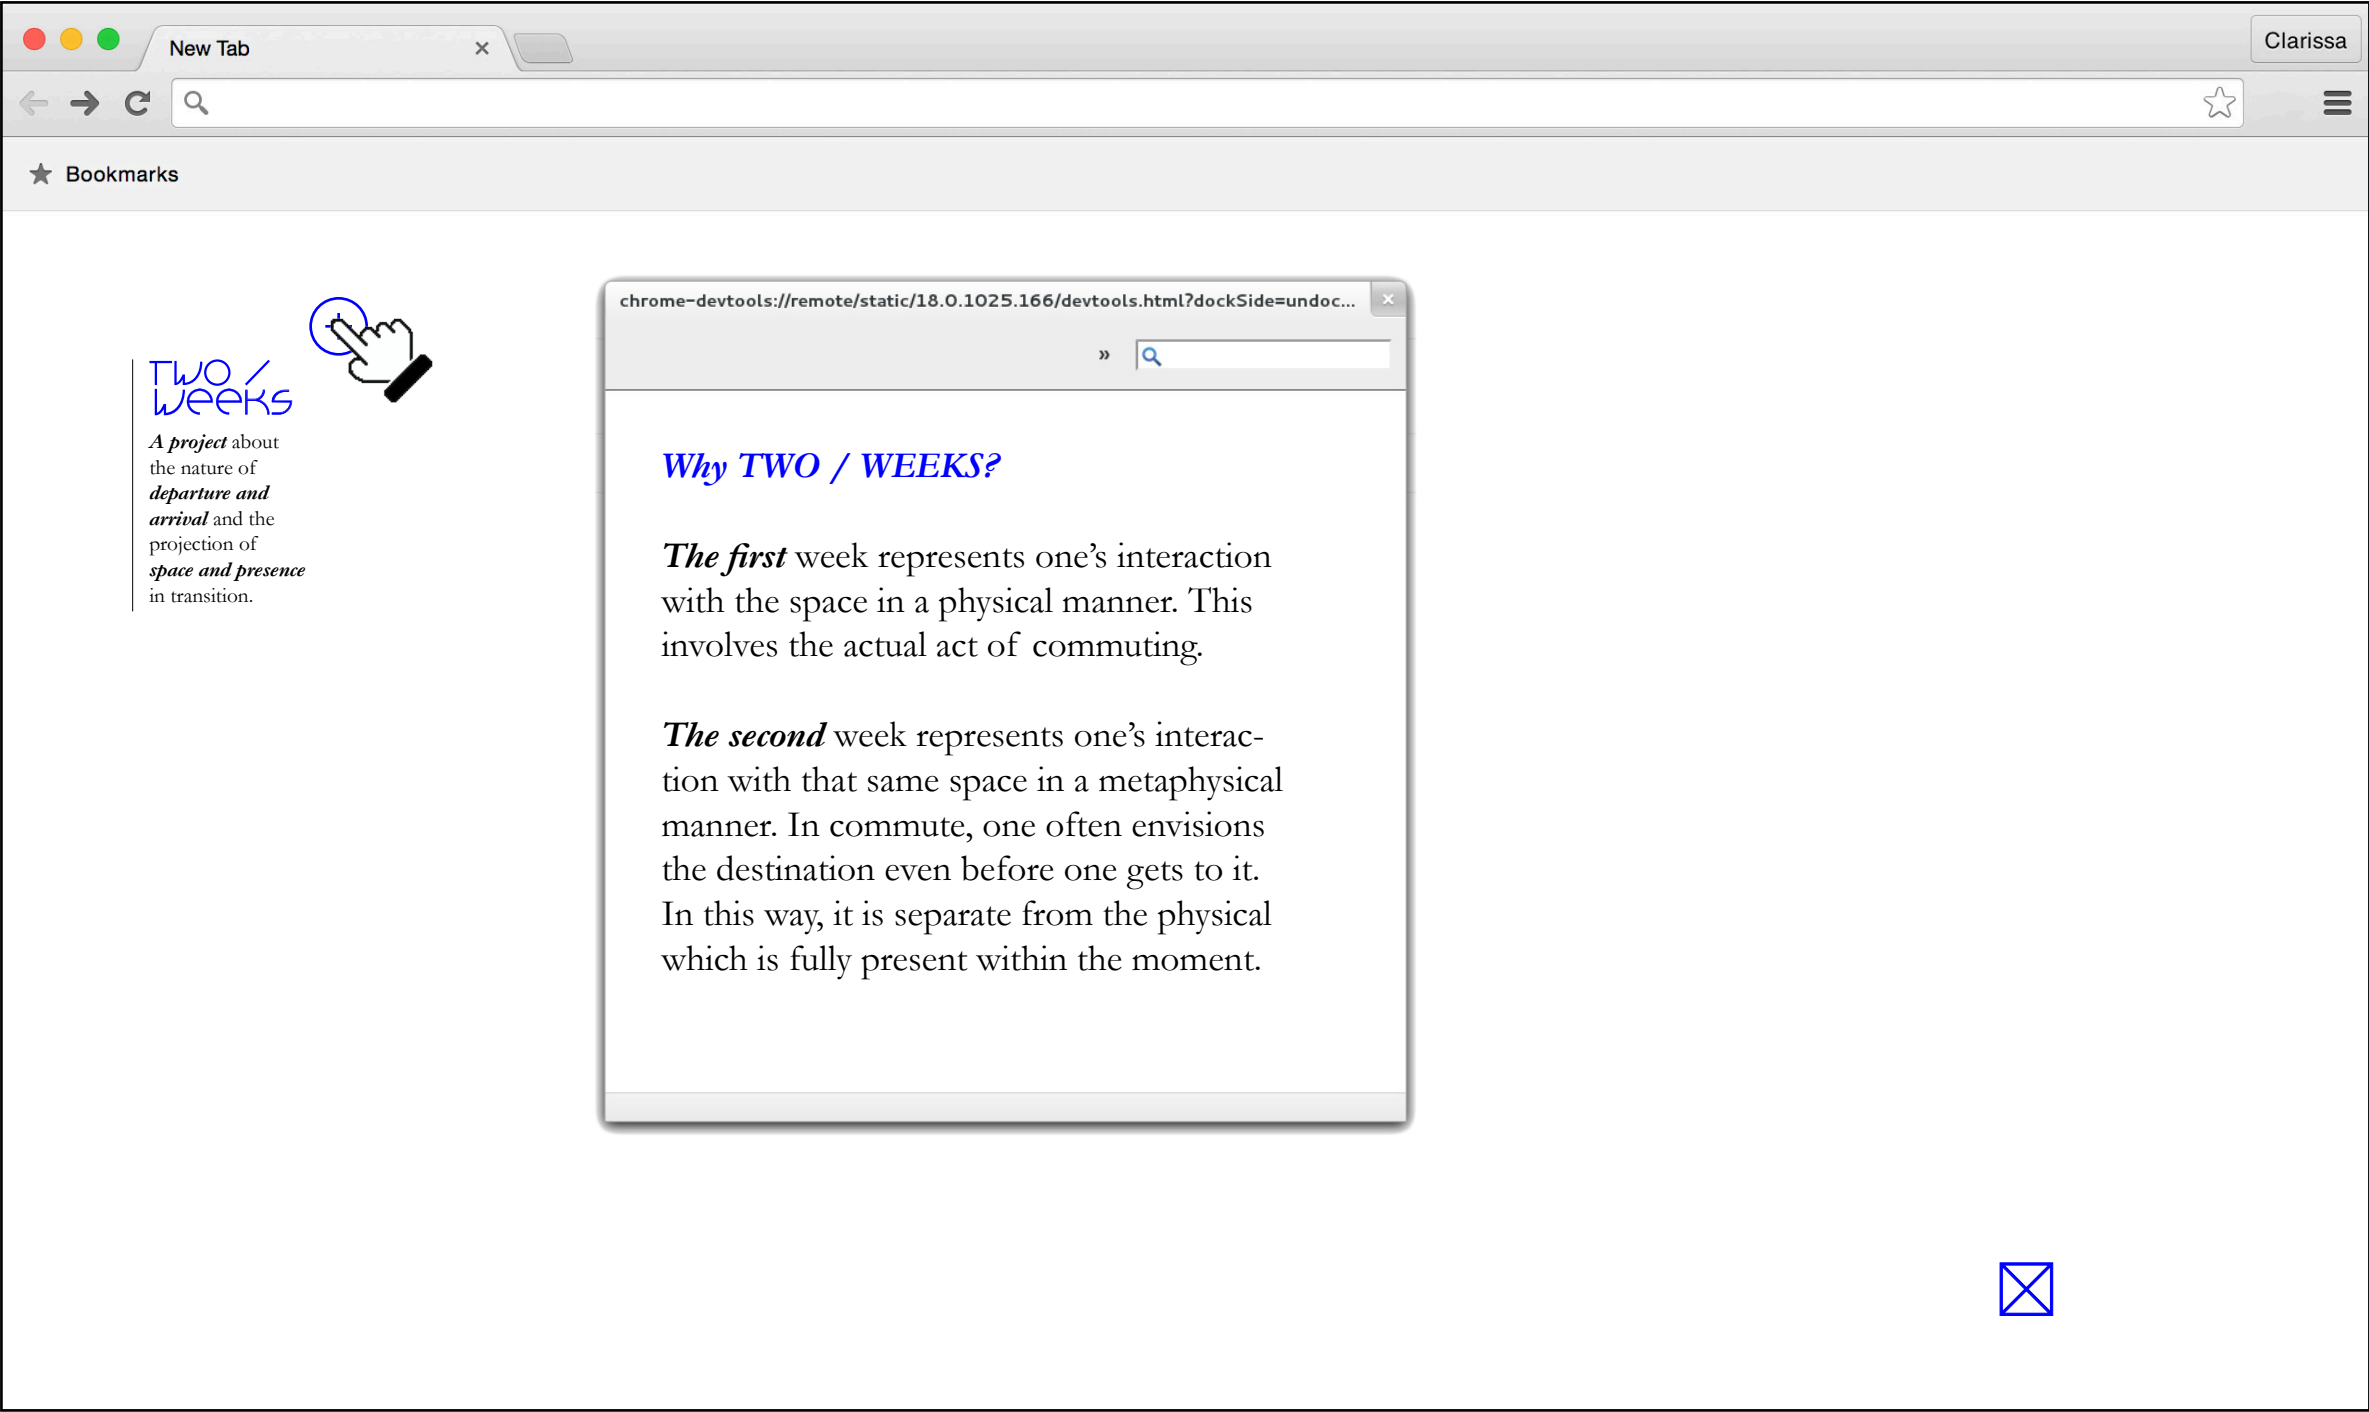 New Tab
Clarissa
Bookmarks
TWO /
WEEKS
A project about
the nature of
departure and
arrival and the
projection of
space and presence
in transition.
chrome-devtools://remote/static/18.0.1025.166/devtools.html?dockSide=undoc...
»
Why TWO / WEEKS?
The first week represents one’s interaction
with the space in a physical manner. This
involves the actual act of commuting.
The second week represents one’s interac-
tion with that same space in a metaphysical
manner. In commute, one often envisions
the destination even before one gets to it.
In this way, it is separate from the physical
which is fully present within the moment.